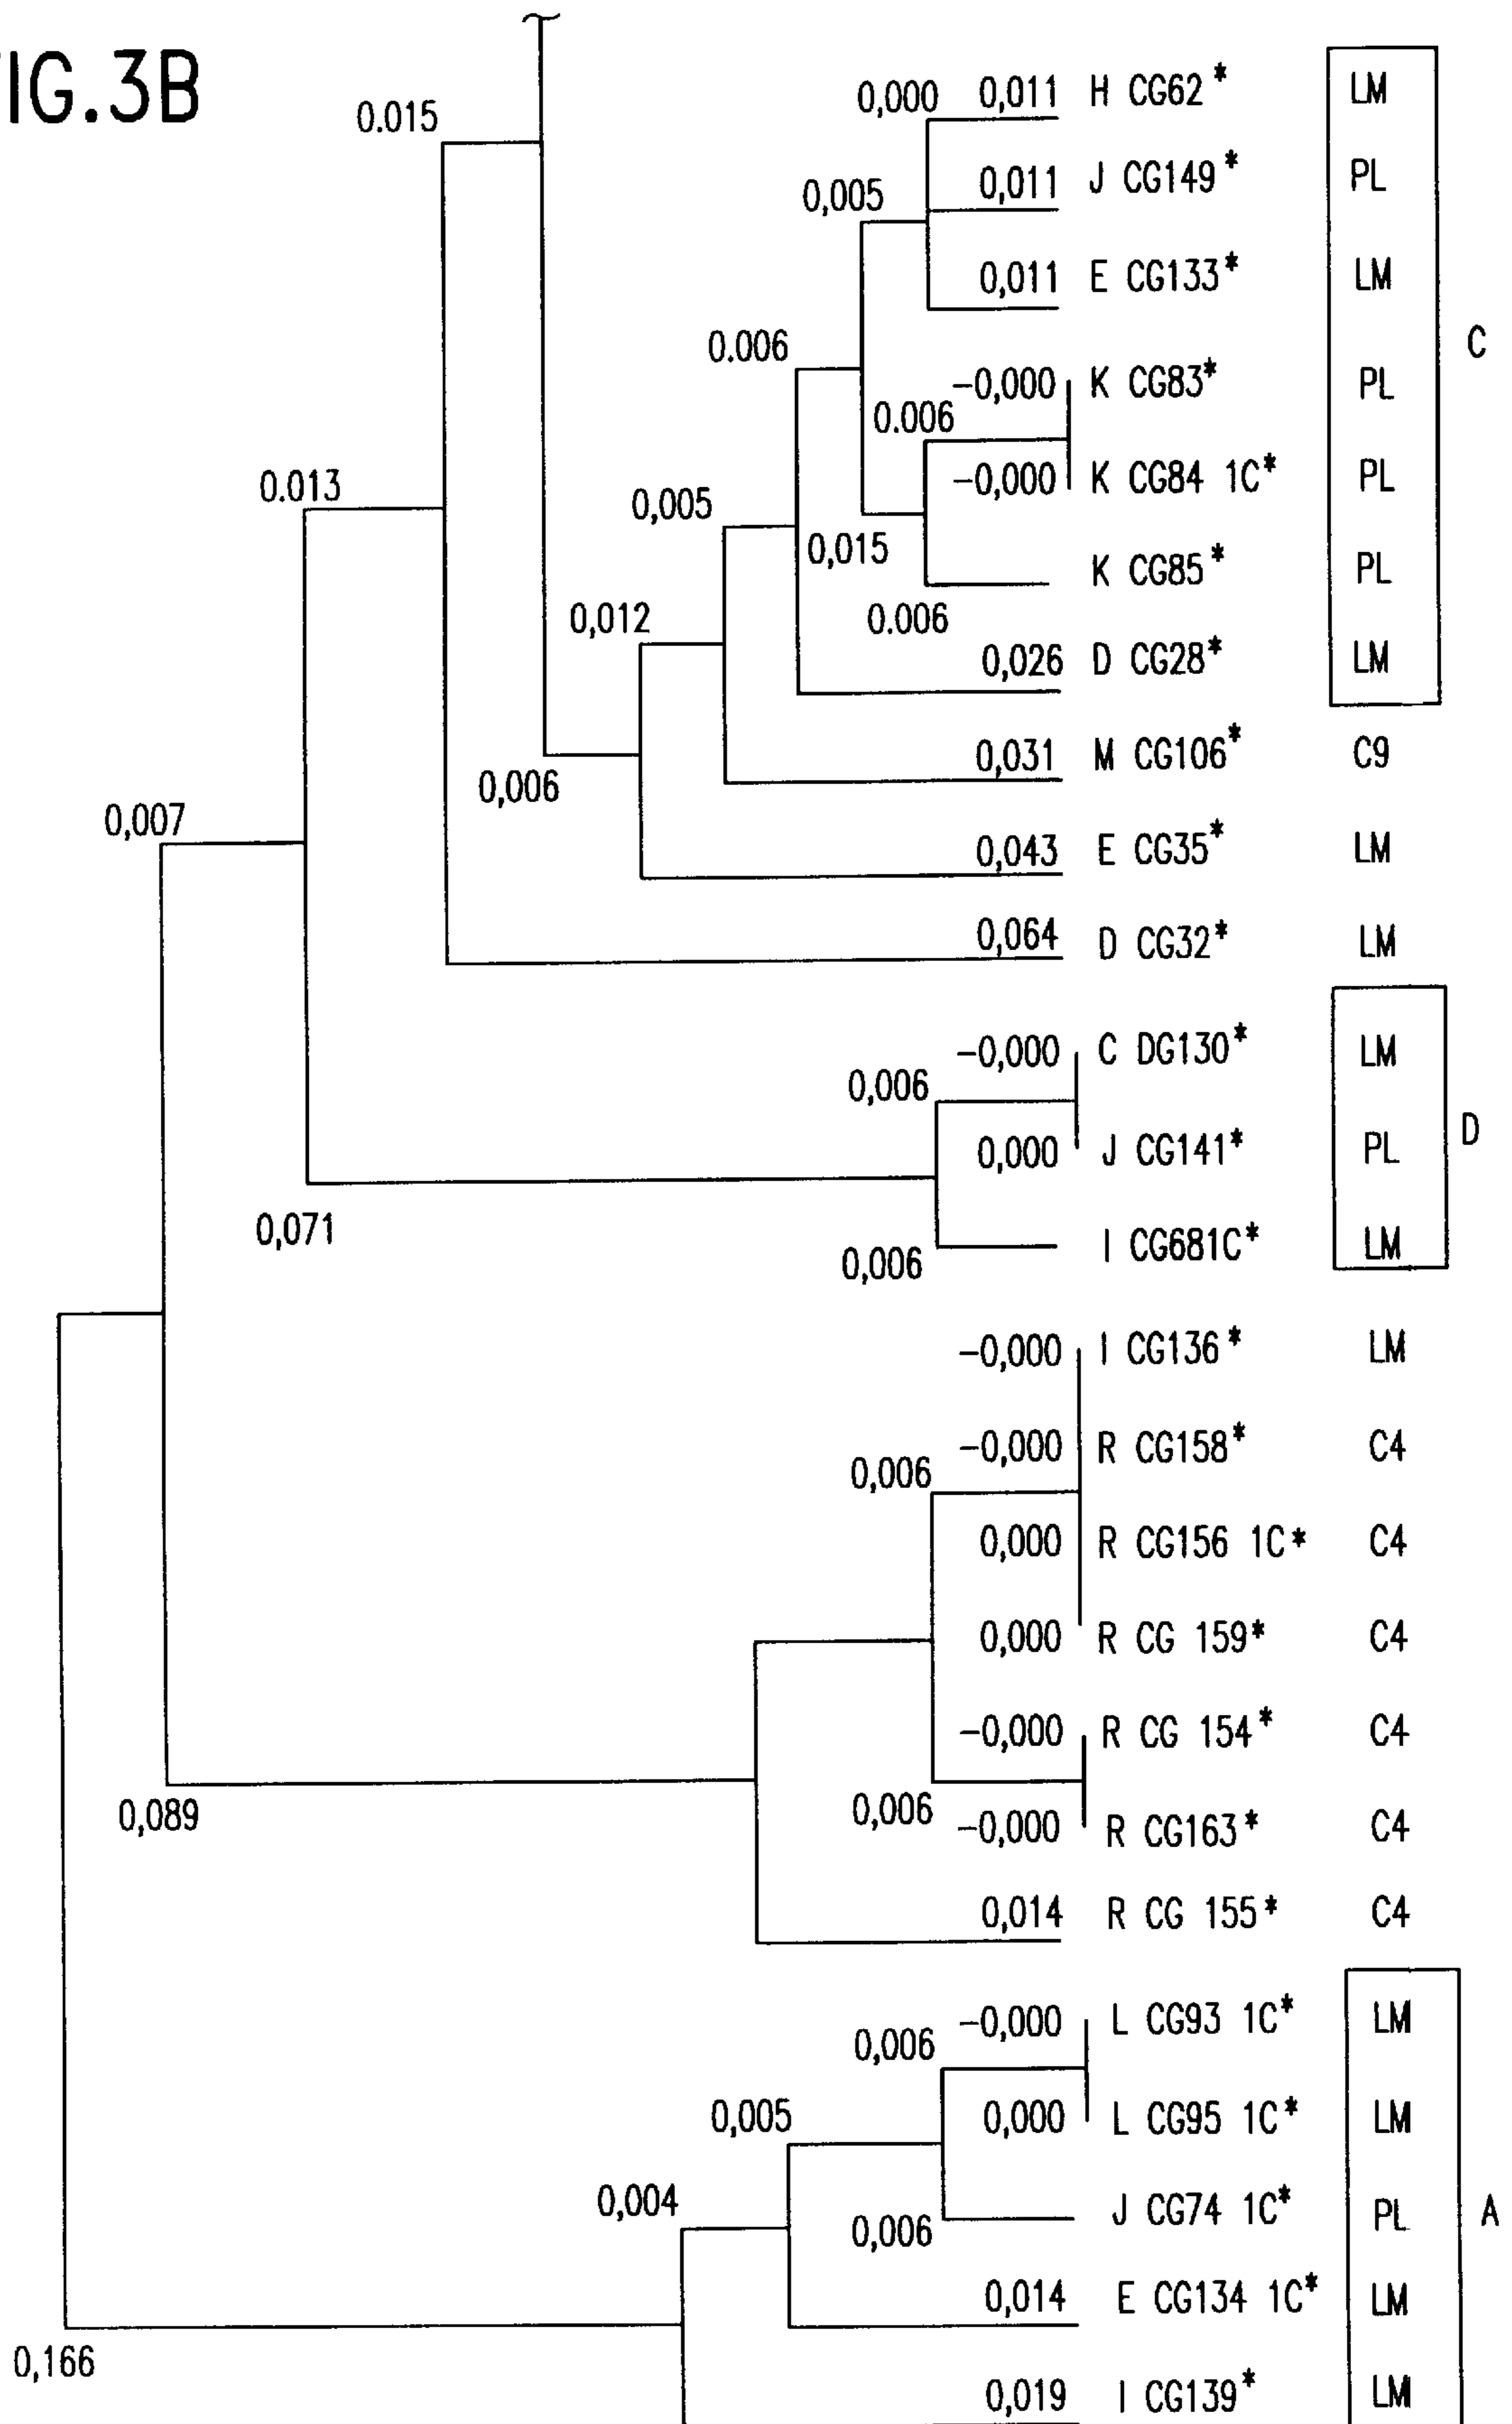 IG.3B
0.015
0,000 0,011 H CG62* LM
0,005 0,011 J CG149* PL
0,011 E CG133* LM
C
0.006
-0,000 K CG83* PL
0.006
-0,000 K CG84 1C* PL
0.013
0,005
0,015
K CG85* PL
0.006
0,012
0,026 D CG28* LM
0,031 M CG106* C9
0,006
0,007
0,043 E CG35* LM
0,064 D CG32* LM
-0,000 C DG130* LM
0,006
D
0,000 J CG141* PL
0,071
I CG681C* LM
0,006
-0,000 I CG136* LM
-0,000 R CG158* C4
0,006
0,000 R CG156 1C* C4
0,000 R CG 159* C4
-0,000 R CG 154* C4
0,089
0,006
-0,000 R CG163* C4
0,014 R CG 155* C4
-0,000 L CG93 1C* LM
0,006
0,005 0,000 L CG95 1C* LM
0,004
J CG74 1C* PL A
0,006
0,014 E CG134 1C* LM
0,166
0,019 I CG139* LM